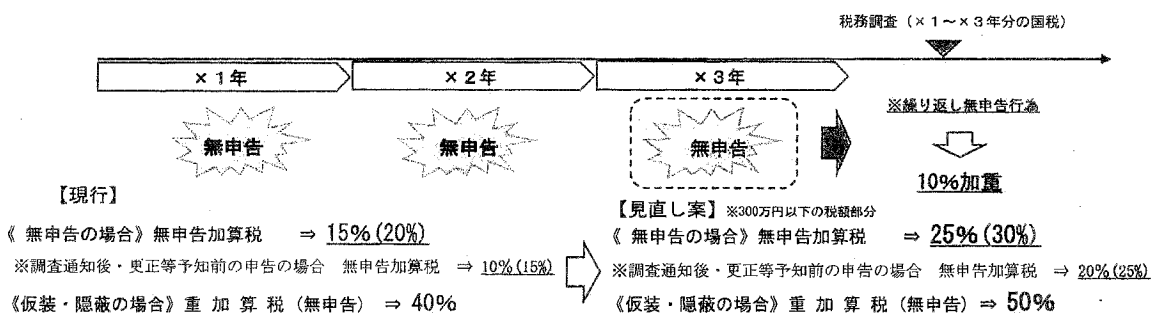 税務調査（×１～×３年分の国税）
×１年
×２年
×３年
無申告
無申告
無申告
※繰り返し無申告行為
10%加重
【現行】
《 無申告の場合》無申告加算税 ⇒ 15%(20%)
※調査通知後・更正等予知前の申告の場合 無申告加算税 ⇒ 10%(15%)
《仮装・隠蔽の場合》重 加 算 税（無申告）⇒ 40%
【見直し案】※300万円以下の税額部分
《 無申告の場合》無申告加算税 ⇒ 25%(30%)
※調査通知後・更正等予知前の申告の場合 無申告加算税 ⇒ 20%(25%)
《仮装・隠蔽の場合》重 加 算 税（無申告）⇒ 50%